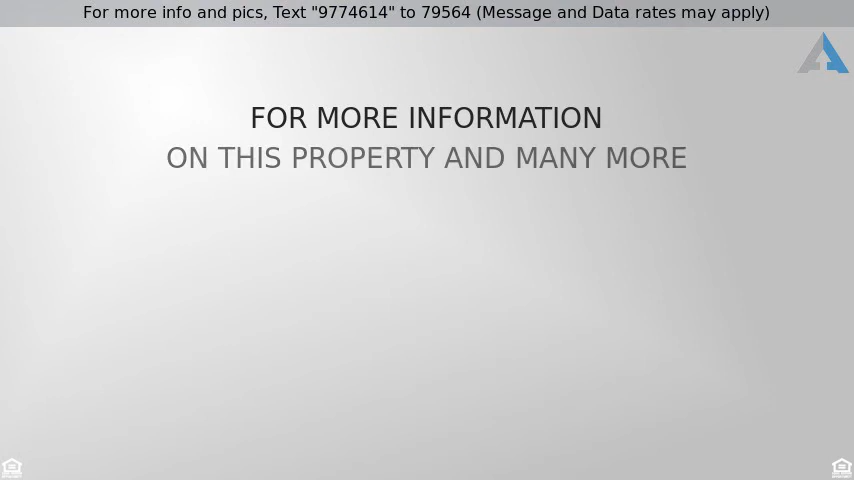 For more info and pics, Text "9774614" to 79564 (Message and Data rates may apply)
FOR MORE INFORMATION
ON THIS PROPERTY AND MANY MORE